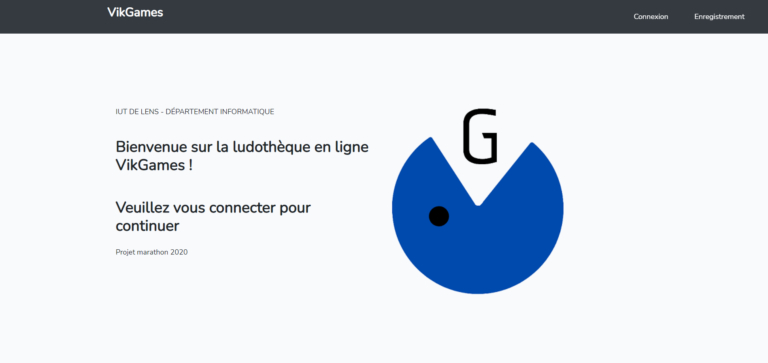 VikGames
Connexion
Enregistrement
IUT DE LENS - DÉPARTEMENT INFORMATIQUE
Bienvenue sur la ludothèque en ligne
VikGames !
Veuillez vous connecter pour
continuer
Projet marathon 2020
G